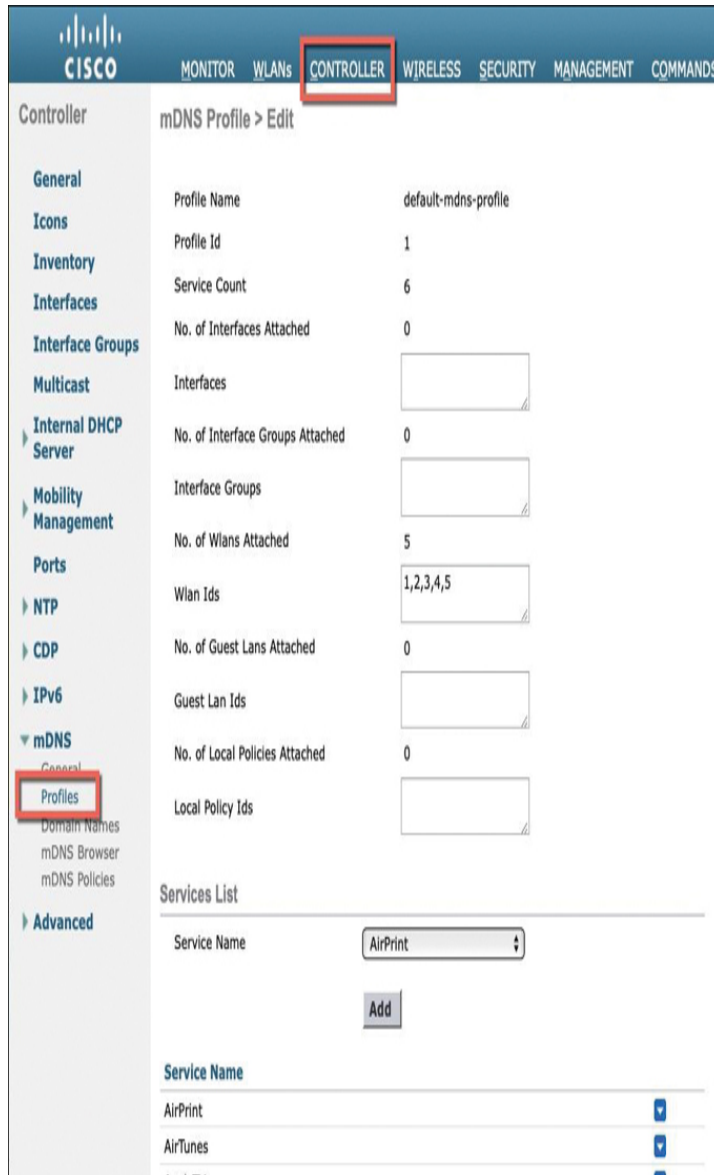 CISCO
MONITOR WLANs CONTROLLER WIRELESS SECURITY MANAGEMENT COMMANDS
Controller
General
Icons
Inventory
Interfaces
Interface Groups
Multicast
Internal DHCP
Server
Mobility
Management
Ports
NTP
CDP
IPv6
mDNS
General
Profiles
Domain Names
mDNS Browser
mDNS Policies
Advanced
mDNS Profile > Edit
Profile Name default-mdns-profile
Profile Id 1
Service Count 6
No. of Interfaces Attached 0
Interfaces
No. of Interface Groups Attached 0
Interface Groups
No. of Wlans Attached 5
Wlan Ids 1,2,3,4,5
No. of Guest Lans Attached 0
Guest Lan Ids
No. of Local Policies Attached 0
Local Policy Ids
Services List
Service Name AirPrint
Add
Service Name
AirPrint
AirTunes